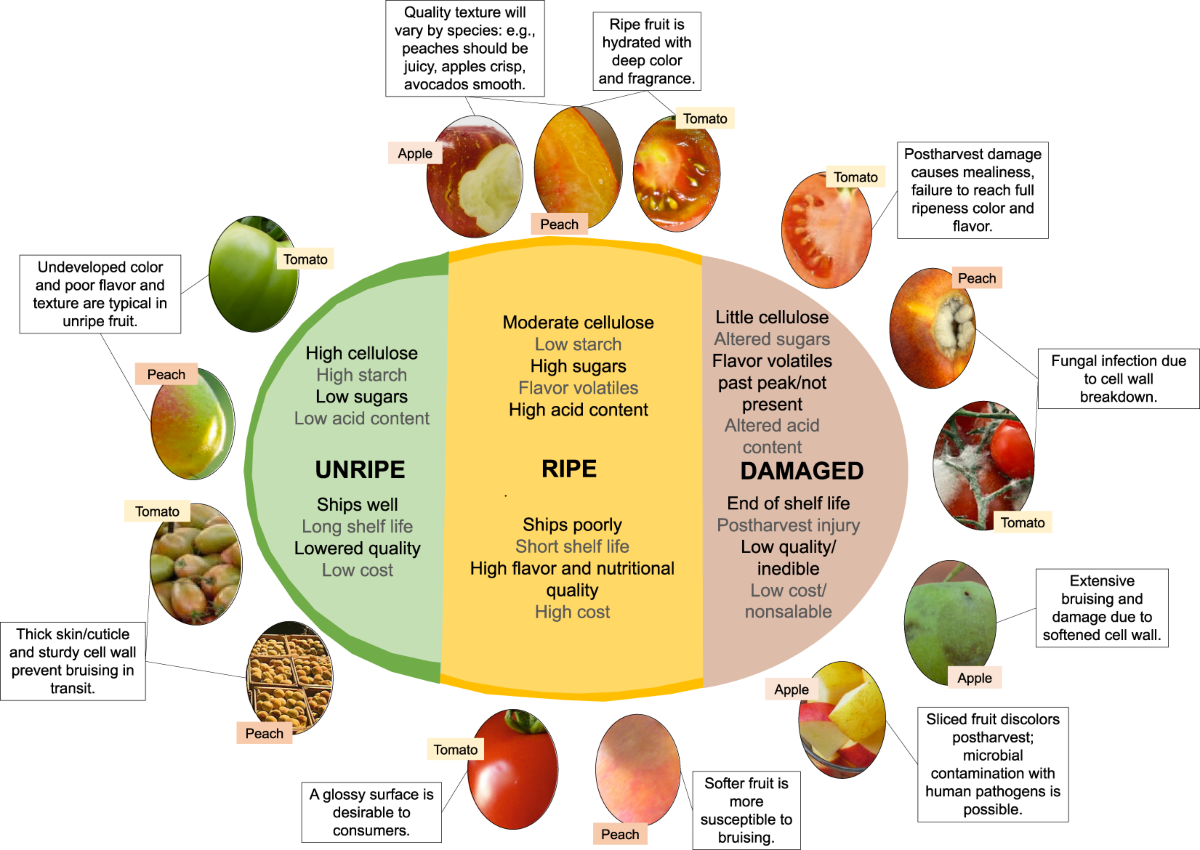 Quality texture will
vary by species: e.g.,
peaches should be
juicy, apples crisp,
avocados smooth.
Ripe fruit is
hydrated with
deep color
and fragrance.
Apple
Peach
Tomato
Tomato
Postharvest damage
causes mealiness,
failure to reach full
ripeness color and
flavor.
Undeveloped color
and poor flavor and
texture are typical in
unripe fruit.
Tomato
Peach
Peach
Fungal infection due
to cell wall
breakdown.
Tomato
High cellulose
High starch
Low sugars
Low acid content
UNRIPE
Ships well
Long shelf life
Lowered quality
Low cost
Moderate cellulose
Low starch
High sugars
Flavor volatiles
High acid content
RIPE
Ships poorly
Short shelf life
High flavor and nutritional
quality
High cost
Little cellulose
Altered sugars
Flavor volatiles
past peak/not
present
Altered acid
content
DAMAGED
End of shelf life
Postharvest injury
Low quality/
inedible
Low cost/
nonsalable
Tomato
Thick skin/cuticle
and sturdy cell wall
prevent bruising in
transit.
Peach
Extensive
bruising and
damage due to
softened cell wall.
Apple
Apple
Sliced fruit discolors
postharvest;
microbial
contamination with
human pathogens is
possible.
Tomato
A glossy surface is
desirable to
consumers.
Peach
Softer fruit is
more
susceptible to
bruising.